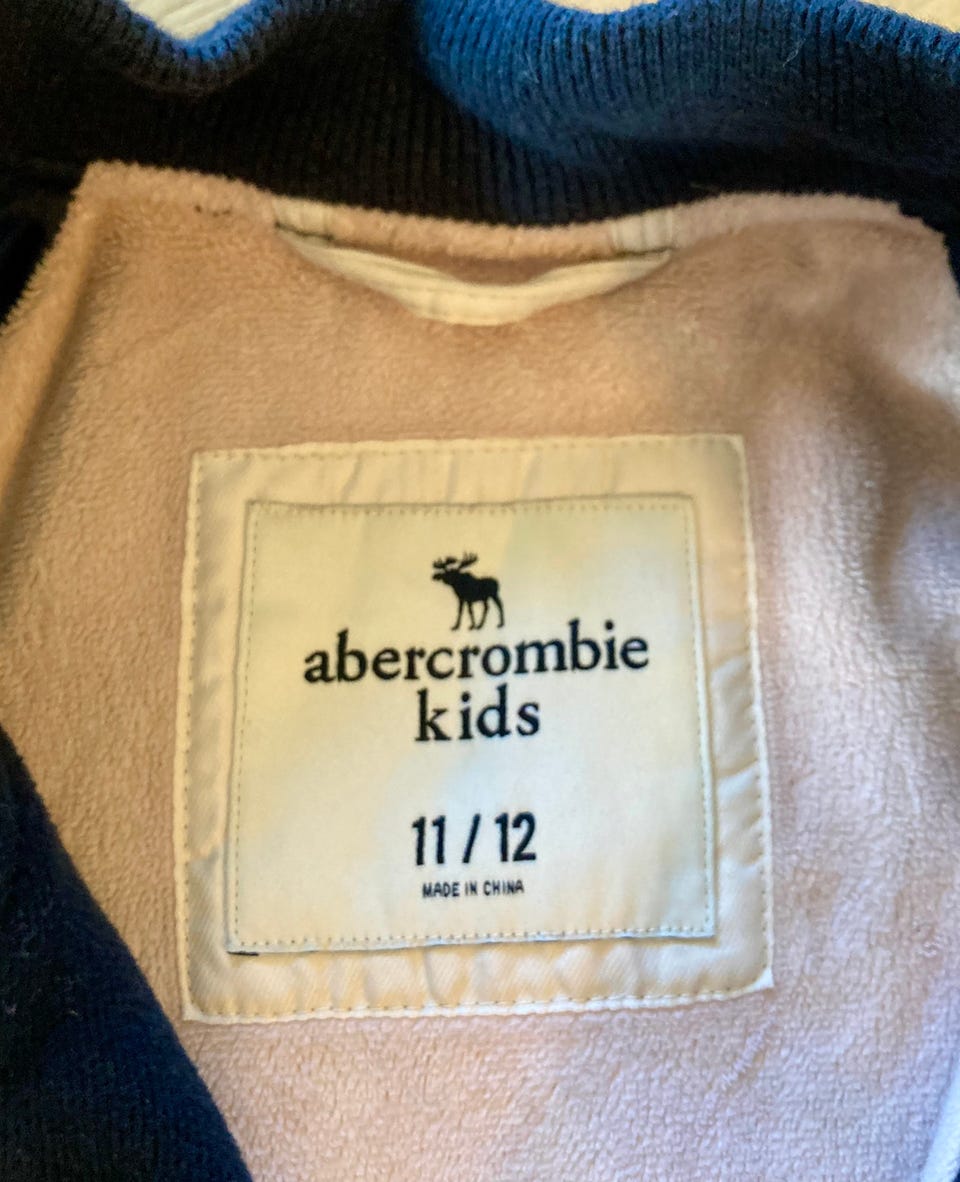 abercrombie
kids
11 / 12
MADE IN CHINA